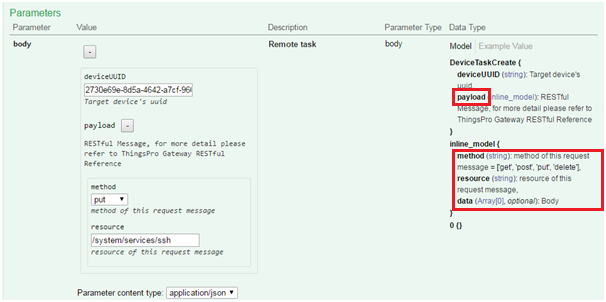 Parameters
Parameter Value Description Parameter Type Data Type
body - Remote task body Model Example Value
deviceUUID
2730e69e-8d5a-4642-a7cf-96
Target device's uuid
payload -
RESTful Message, for more detail please
refer to ThingsPro Gateway RESTful
Reference
method
put
method of this request message
resource
/system/services/ssh
resource of this request message
Parameter content type: application/json
DeviceTaskCreate {
deviceUUID (string): Target device's
uuid
payload (inline_model): RESTful
Message, for more detail please refer to
ThingsPro Gateway RESTful Reference
}
inline_model {
method (string): method of this request
message = ['get', 'post', 'put', 'delete'],
resource (string): resource of this
request message,
data (Array[0], optional): Body
}
0 {}